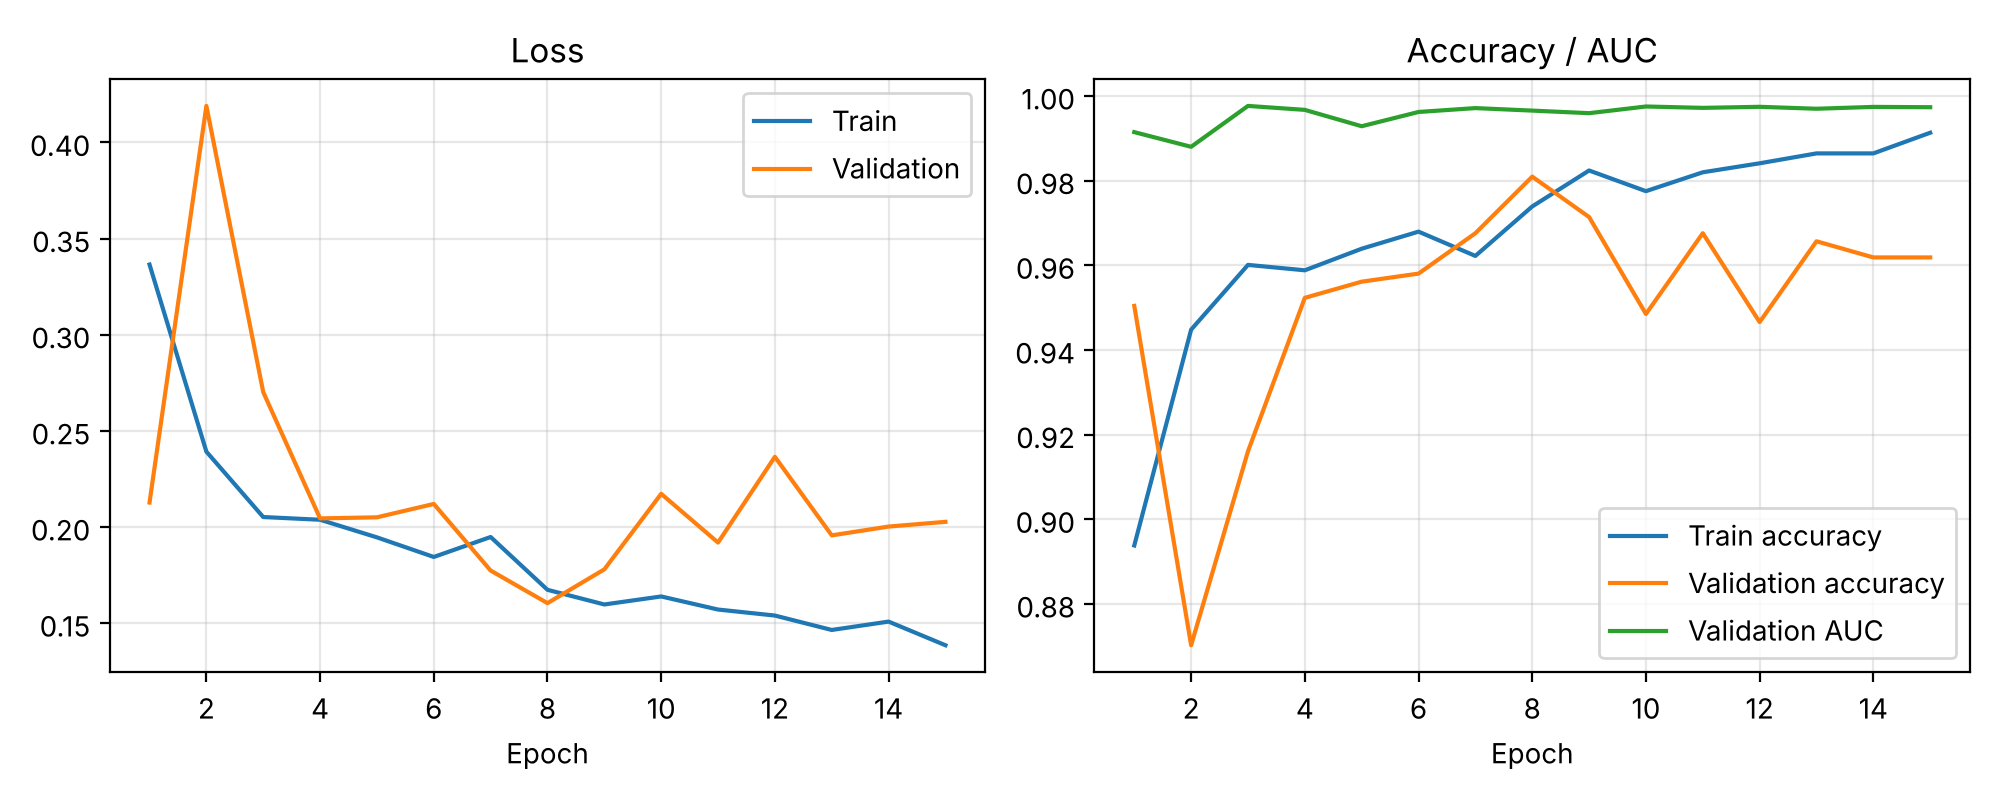 Loss
0.40
0.35
0.30
0.25
0.20
0.15
2 4 6 8 10 12 14
Epoch
Train
Validation
Accuracy / AUC
1.00
0.98
0.96
0.94
0.92
0.90
0.88
2 4 6 8 10 12 14
Epoch
Train accuracy
Validation accuracy
Validation AUC